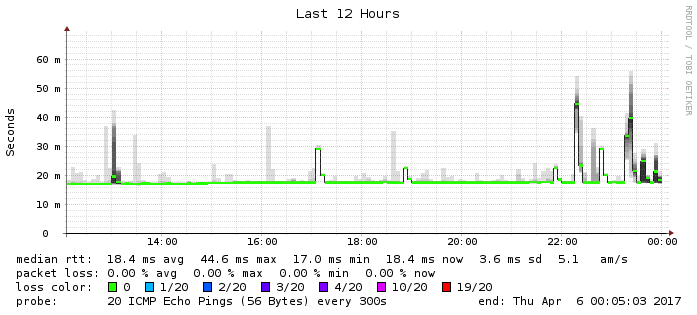 Last 12 Hours
RRDTOOL / TOBI OETIKER
Seconds
60 m
50 m
40 m
30 m
20 m
10 m
0
14:00 16:00 18:00 20:00 22:00 00:00
median rtt: 18.4 ms avg 44.6 ms max 17.0 ms min 18.4 ms now 3.6 ms sd 5.1 am/s
packet loss: 0.00 % avg 0.00 % max 0.00 % min 0.00 % now
loss color: 0 1/20 2/20 3/20 4/20 10/20 19/20
probe: 20 ICMP Echo Pings (56 Bytes) every 300s end: Thu Apr 6 00:05:03 2017